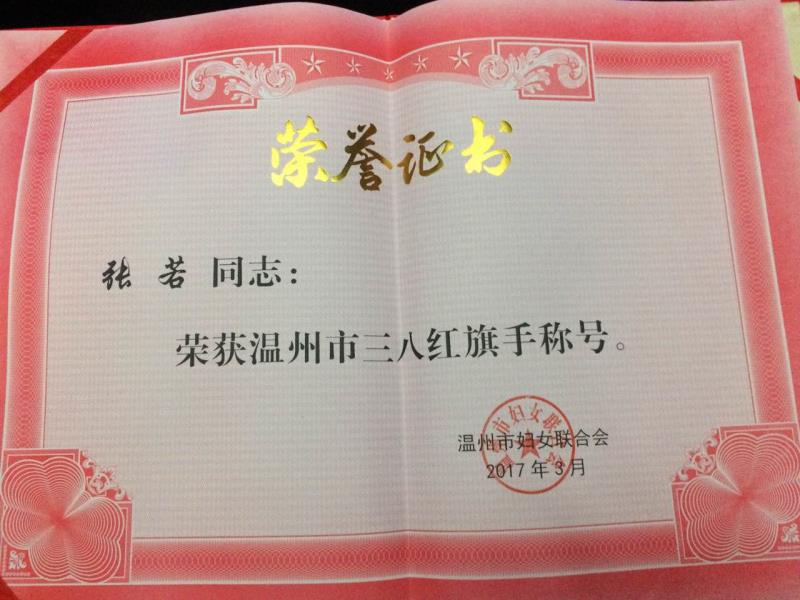 荣誉证书
张若同志：
荣获温州市三八红旗手称号。
温州市妇女联合会
2017年3月